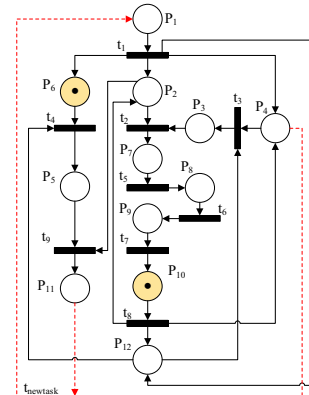 P₁
t₁
P₆
P₂
P₃
t₃
P₄
t₄
t₂
P₇
P₈
P₅
t₅
P₉
t₆
t₉
t₇
P₁₁
P₁₀
t₈
P₁₂
tₙₑwₜₐₛₖ